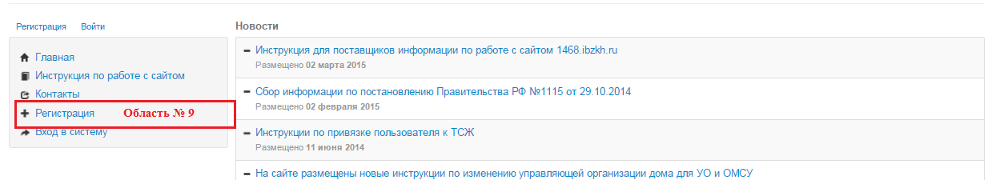 Регистрация Войти
Главная
Инструкция по работе с сайтом
Контакты
Регистрация Область № 9
Вход в систему
Новости
Инструкция для поставщиков информации по работе с сайтом 1468.ibzkh.ru
Размещено 02 марта 2015
Сбор информации по постановлению Правительства РФ №1115 от 29.10.2014
Размещено 02 февраля 2015
Инструкции по привязке пользователя к ТСЖ
Размещено 11 июня 2014
На сайте размещены новые инструкции по изменению управляющей организации дома для УО и ОМСУ